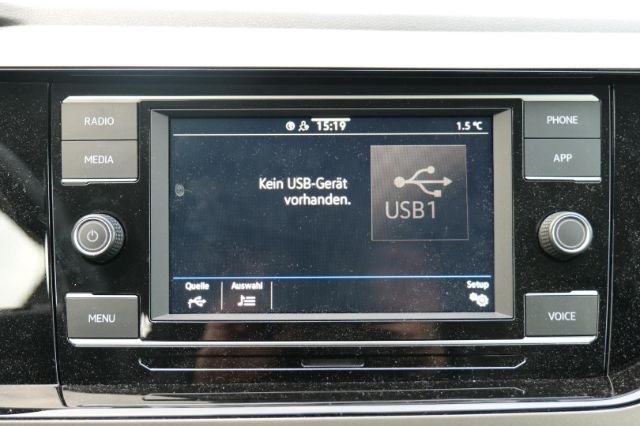 RADIO
MEDIA
MENU
15:19
1.5 °C
Kein USB-Gerät
vorhanden.
USB1
Quelle
Auswahl
Setup
PHONE
APP
VOICE